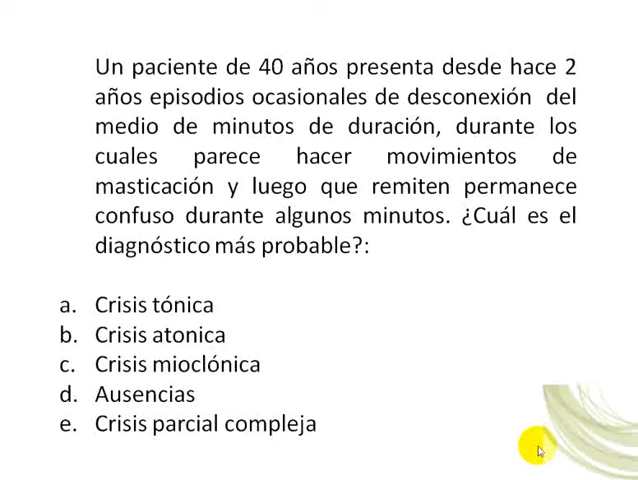 Un paciente de 40 años presenta desde hace 2
años episodios ocasionales de desconexión del
medio de minutos de duración, durante los
cuales parece hacer movimientos de
masticación y luego que remiten permanece
confuso durante algunos minutos. ¿Cuál es el
diagnóstico más probable?:
a. Crisis tónica
b. Crisis atonica
c. Crisis mioclónica
d. Ausencias
e. Crisis parcial compleja